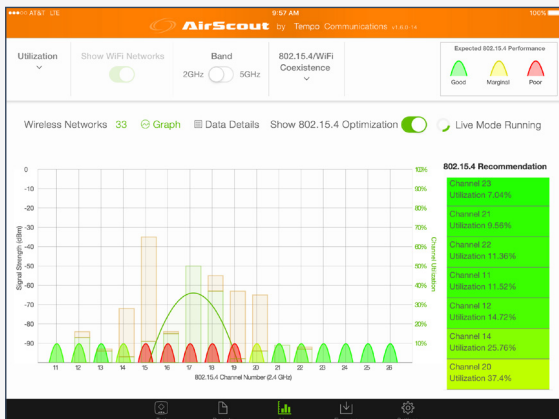 AT&T LTE
9:57 AM
100%
AirScout by Tempo Communications v1.6.0-14
Utilization
Show WiFi Networks
Band
2GHz 5GHz
802.15.4/WiFi
Coexistence
Expected 802.15.4 Performance
Good Marginal Poor
Wireless Networks 33 Graph Data Details Show 802.15.4 Optimization Live Mode Running
802.15.4 Recommendation
Channel 23
Utilization 7.04%
Channel 21
Utilization 9.56%
Channel 22
Utilization 11.36%
Channel 11
Utilization 11.52%
Channel 12
Utilization 14.72%
Channel 14
Utilization 25.76%
Channel 20
Utilization 37.4%
Signal Strength (dBm)
0
-10
-20
-30
-40
-50
-60
-70
-80
-90
100%
90%
80%
70%
60%
50%
40%
30%
20%
10%
Channel Utilization
11 12 13 14 15 16 17 18 19 20 21 22 23 24 25 26
802.15.4 Channel Number (2.4 GHz)